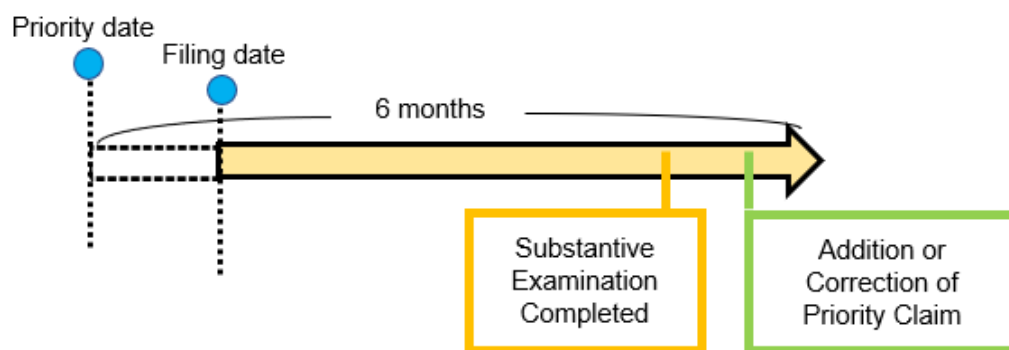 Priority date
Filing date
6 months
Substantive
Examination
Completed
Addition or
Correction of
Priority Claim